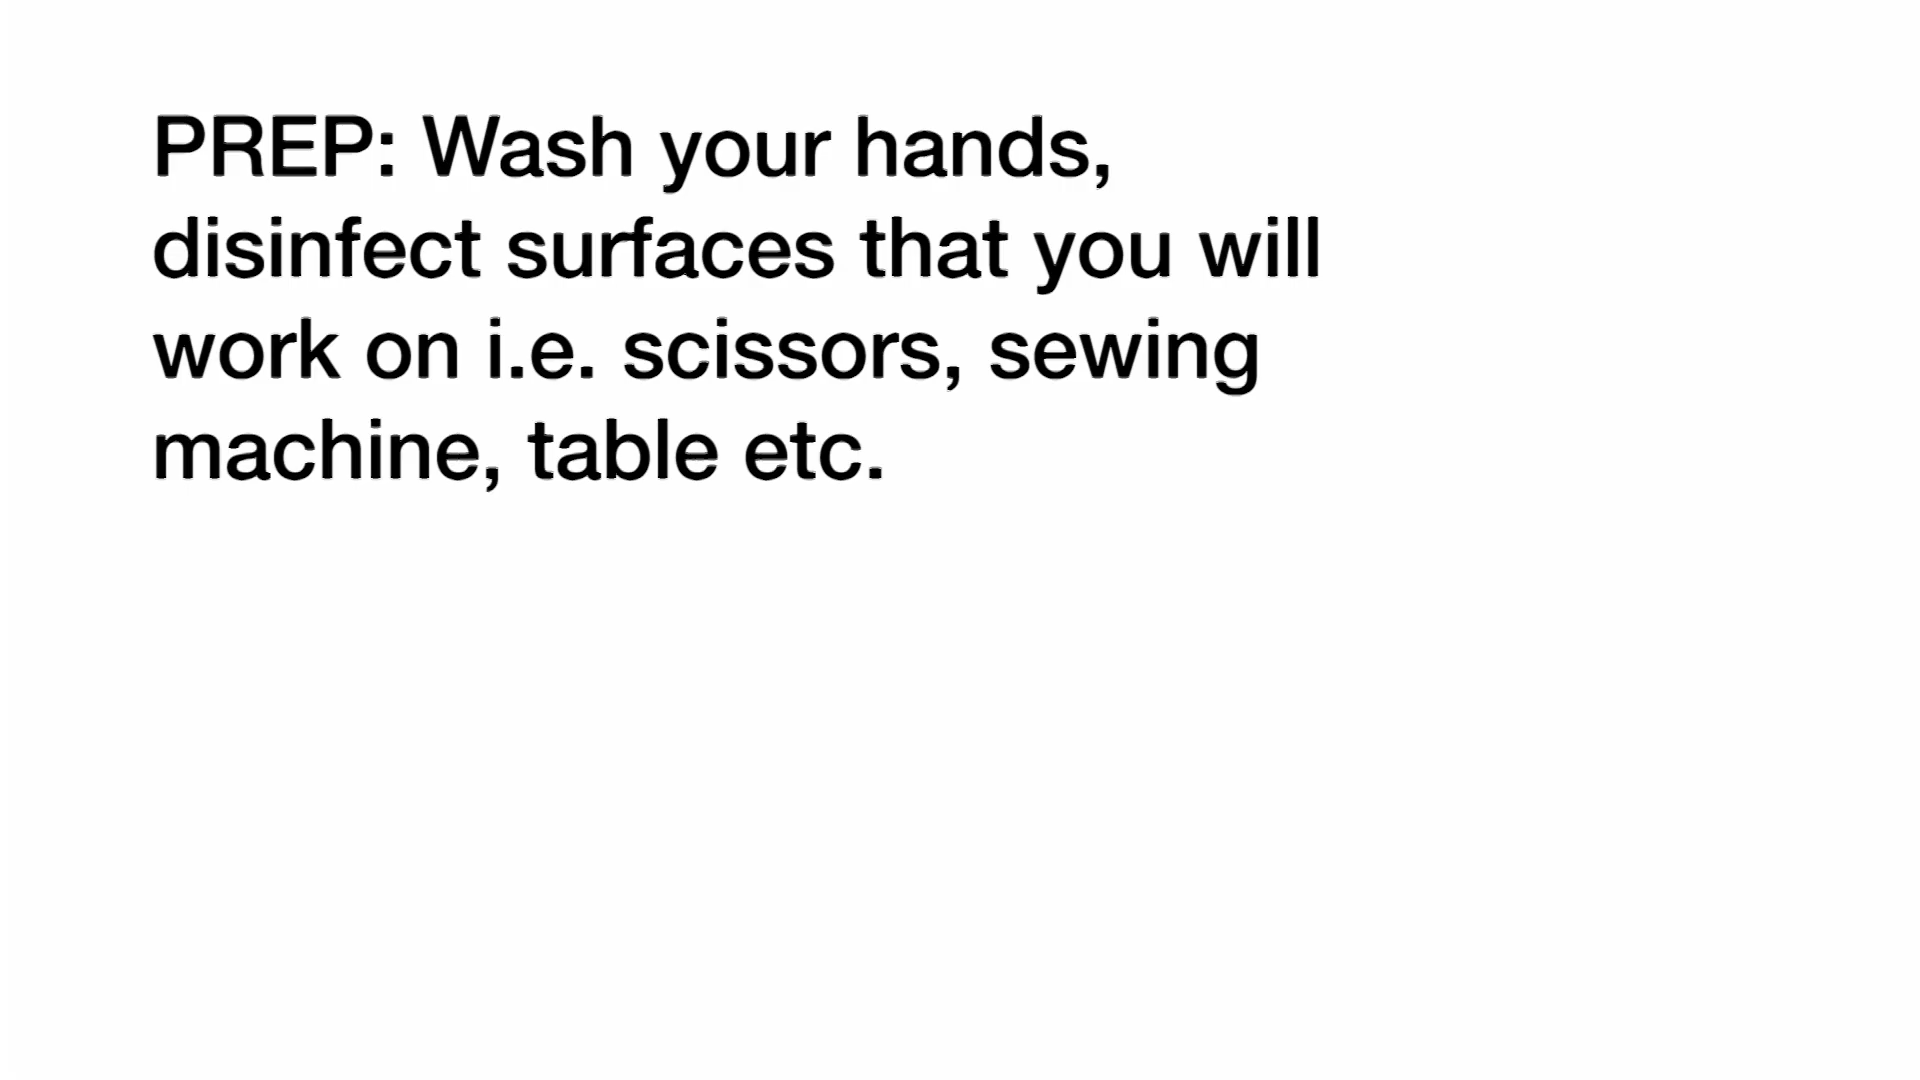 PREP: Wash your hands,
disinfect surfaces that you will
work on i.e. scissors, sewing
machine, table etc.